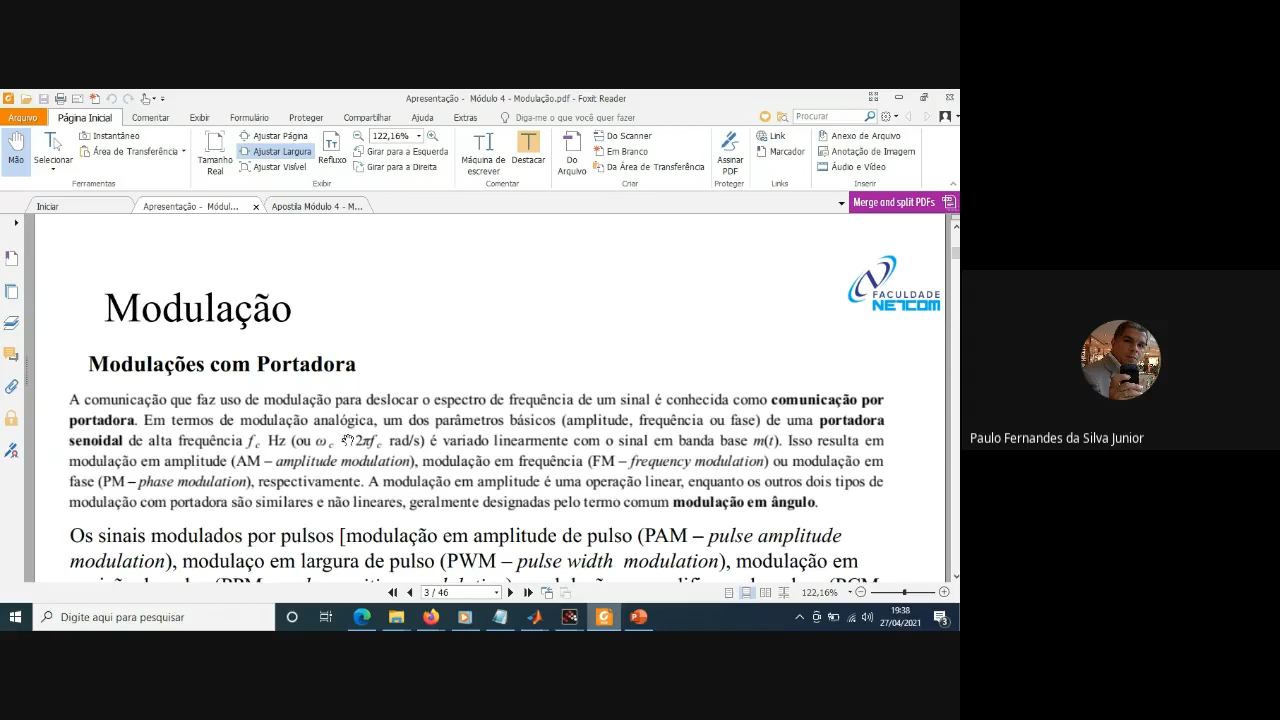 Apresentação - Módulo 4 - Modulação.pdf - Foxit Reader
Arquivo Página Inicial Comentar Exibir Formulário Proteger Compartilhar Ajuda Extras Diga-me o que você quer fazer Procurar
Mão
Selecionar
Instantâneo
Área de Transferência
Ferramentas
Tamanho Real
Ajustar Página
Ajustar Largura
Ajustar Visível
Refluxo
122,16%
Girar para a Esquerda
Girar para a Direita
Exibir
Máquina de escrever
Destacar
Comentar
Do Arquivo
Do Scanner
Em Branco
Da Área de Transferência
Criar
Assinar PDF
Proteger
Link
Marcador
Links
Anexo de Arquivo
Anotação de Imagem
Áudio e Vídeo
Inserir
Iniciar Apresentação - Módul... Apostila Módulo 4 - M... Merge and split PDFs
FACULDADE
NETCOM
Modulação
Modulações com Portadora
A comunicação que faz uso de modulação para deslocar o espectro de frequência de um sinal é conhecida como comunicação por
portadora. Em termos de modulação analógica, um dos parâmetros básicos (amplitude, frequência ou fase) de uma portadora
senoidal de alta frequência fc Hz (ou ωc 2πfc rad/s) é variado linearmente com o sinal em banda base m(t). Isso resulta em
modulação em amplitude (AM – amplitude modulation), modulação em frequência (FM – frequency modulation) ou modulação em
fase (PM – phase modulation), respectivamente. A modulação em amplitude é uma operação linear, enquanto os outros dois tipos de
modulação com portadora são similares e não lineares, geralmente designadas pelo termo comum modulação em ângulo.
Os sinais modulados por pulsos [modulação em amplitude de pulso (PAM – pulse amplitude
modulation), modulaço em largura de pulso (PWM – pulse width modulation), modulação em
3 / 46 122,16%
Digite aqui para pesquisar
19:38
27/04/2021
3
Paulo Fernandes da Silva Junior